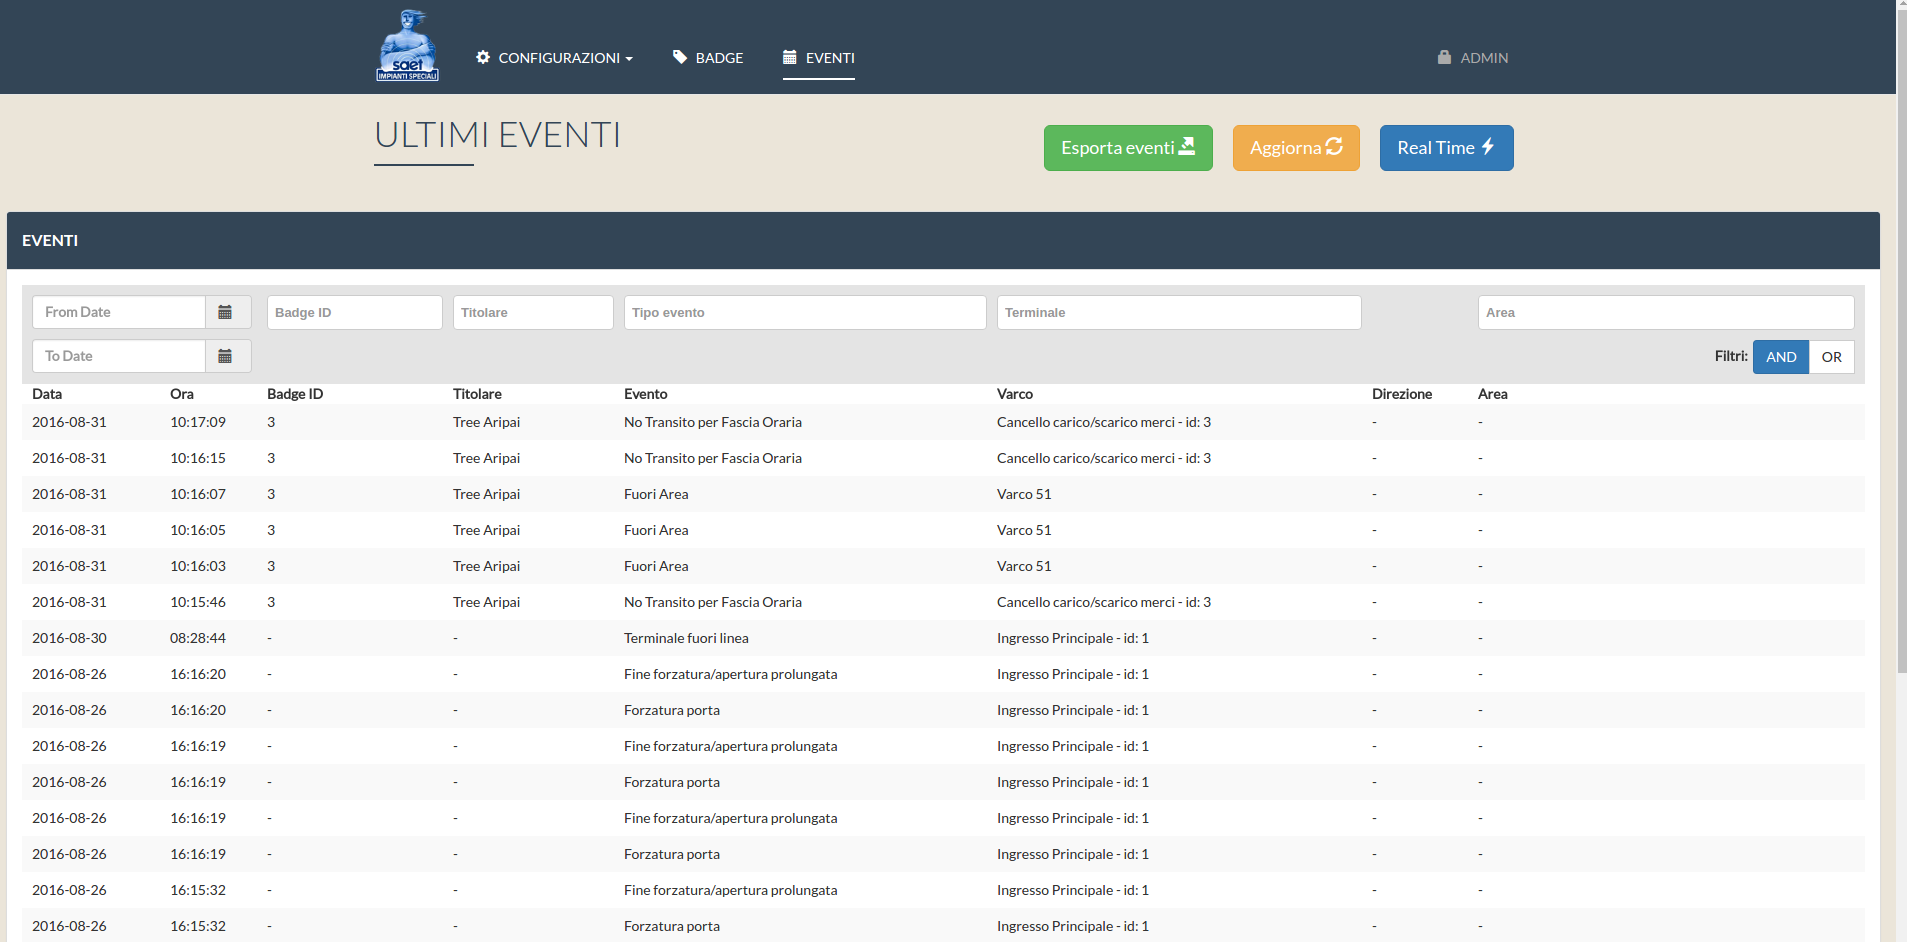 saet
IMPIANTI SPECIALI
CONFIGURAZIONI
BADGE
EVENTI
ADMIN
ULTIMI EVENTI
Esporta eventi
Aggiorna
Real Time
EVENTI
From Date
Badge ID
Titolare
Tipo evento
Terminale
Area
To Date
Filtri: AND OR
Data Ora Badge ID Titolare Evento Varco Direzione Area
2016-08-31 10:17:09 3 Tree Aripai No Transito per Fascia Oraria Cancello carico/scarico merci - id: 3 - -
2016-08-31 10:16:15 3 Tree Aripai No Transito per Fascia Oraria Cancello carico/scarico merci - id: 3 - -
2016-08-31 10:16:07 3 Tree Aripai Fuori Area Varco 51 - -
2016-08-31 10:16:05 3 Tree Aripai Fuori Area Varco 51 - -
2016-08-31 10:16:03 3 Tree Aripai Fuori Area Varco 51 - -
2016-08-31 10:15:46 3 Tree Aripai No Transito per Fascia Oraria Cancello carico/scarico merci - id: 3 - -
2016-08-30 08:28:44 - - Terminale fuori linea Ingresso Principale - id: 1 - -
2016-08-26 16:16:20 - - Fine forzatura/apertura prolungata Ingresso Principale - id: 1 - -
2016-08-26 16:16:20 - - Forzatura porta Ingresso Principale - id: 1 - -
2016-08-26 16:16:19 - - Fine forzatura/apertura prolungata Ingresso Principale - id: 1 - -
2016-08-26 16:16:19 - - Forzatura porta Ingresso Principale - id: 1 - -
2016-08-26 16:16:19 - - Fine forzatura/apertura prolungata Ingresso Principale - id: 1 - -
2016-08-26 16:16:19 - - Forzatura porta Ingresso Principale - id: 1 - -
2016-08-26 16:15:32 - - Fine forzatura/apertura prolungata Ingresso Principale - id: 1 - -
2016-08-26 16:15:32 - - Forzatura porta Ingresso Principale - id: 1 - -